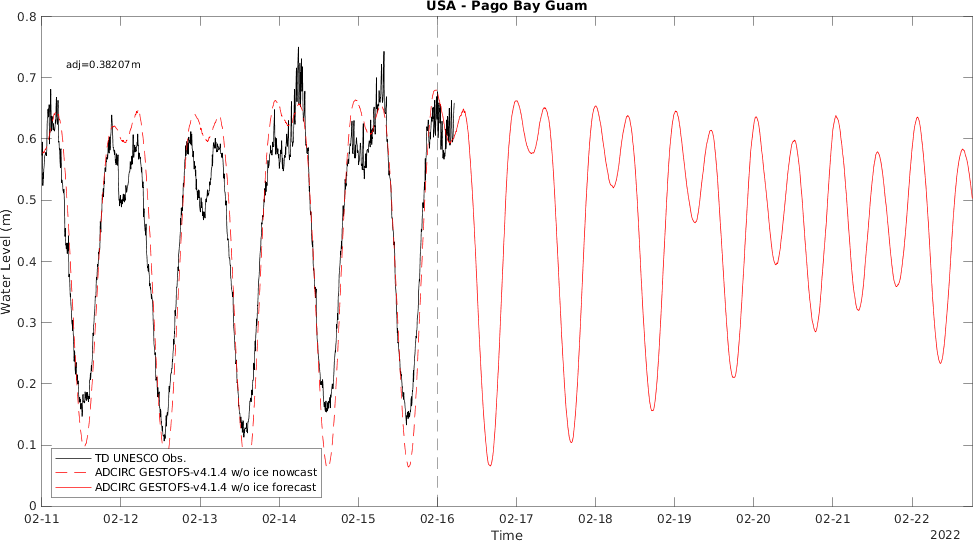 USA - Pago Bay Guam
adj=0.38207m
0.8
0.7
0.6
0.5
0.4
0.3
0.2
0.1
0
Water Level (m)
TD UNESCO Obs.
ADCIRC GESTOFS-v4.1.4 w/o ice nowcast
ADCIRC GESTOFS-v4.1.4 w/o ice forecast
02-11 02-12 02-13 02-14 02-15 02-16 02-17 02-18 02-19 02-20 02-21 02-22
Time
2022